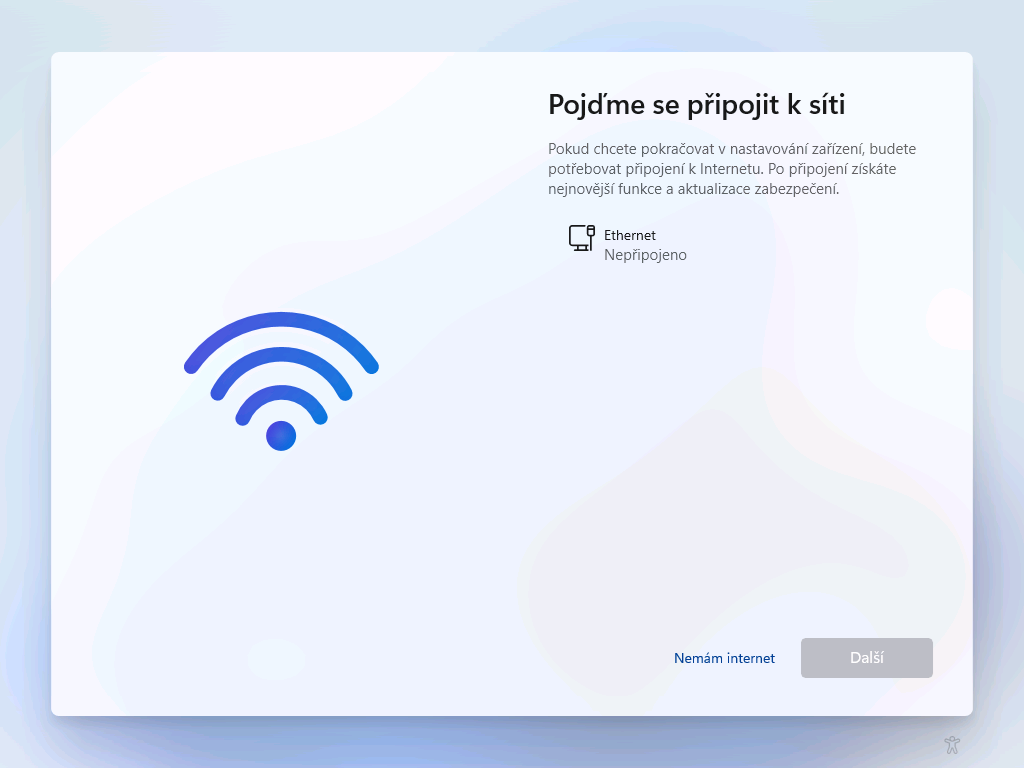 Pojďme se připojit k síti
Pokud chcete pokračovat v nastavování zařízení, budete
potřebovat připojení k Internetu. Po připojení získáte
nejnovější funkce a aktualizace zabezpečení.
Ethernet
Nepřipojeno
Nemám internet
Další